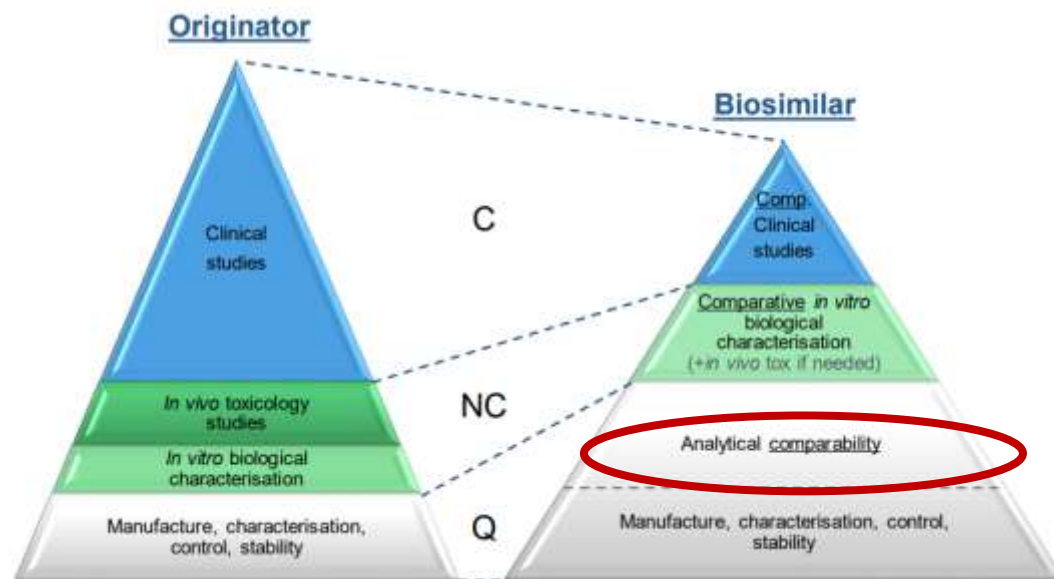 Originator
Clinical
studies
In vivo toxicology
studies
In vitro biological
characterisation
Manufacture, characterisation,
control, stability
C
NC
Q
Biosimilar
Comp.
Clinical
studies
Comparative in vitro
biological
characterisation
(+in vivo tox if needed)
Analytical comparability
Manufacture, characterisation, control,
stability